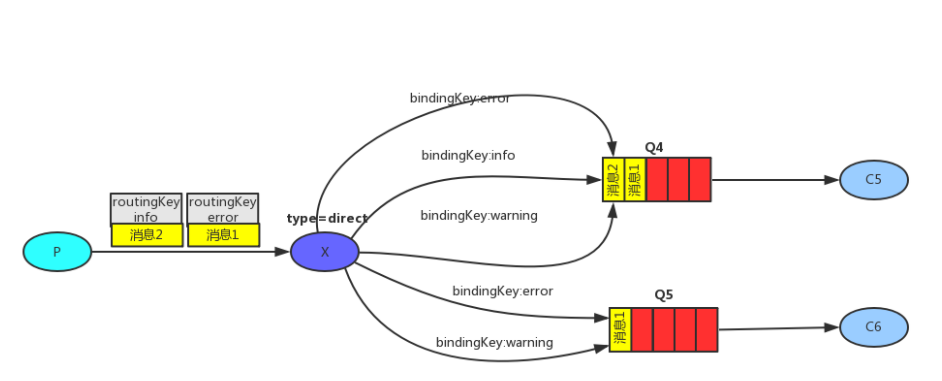 bindingKey:error
Q4
bindingKey:info
消息2
消息1
C5
routingKey
info
消息2
routingKey
error
消息1
type=direct
bindingKey:warning
P
X
bindingKey:error
Q5
消息1
C6
bindingKey:warning